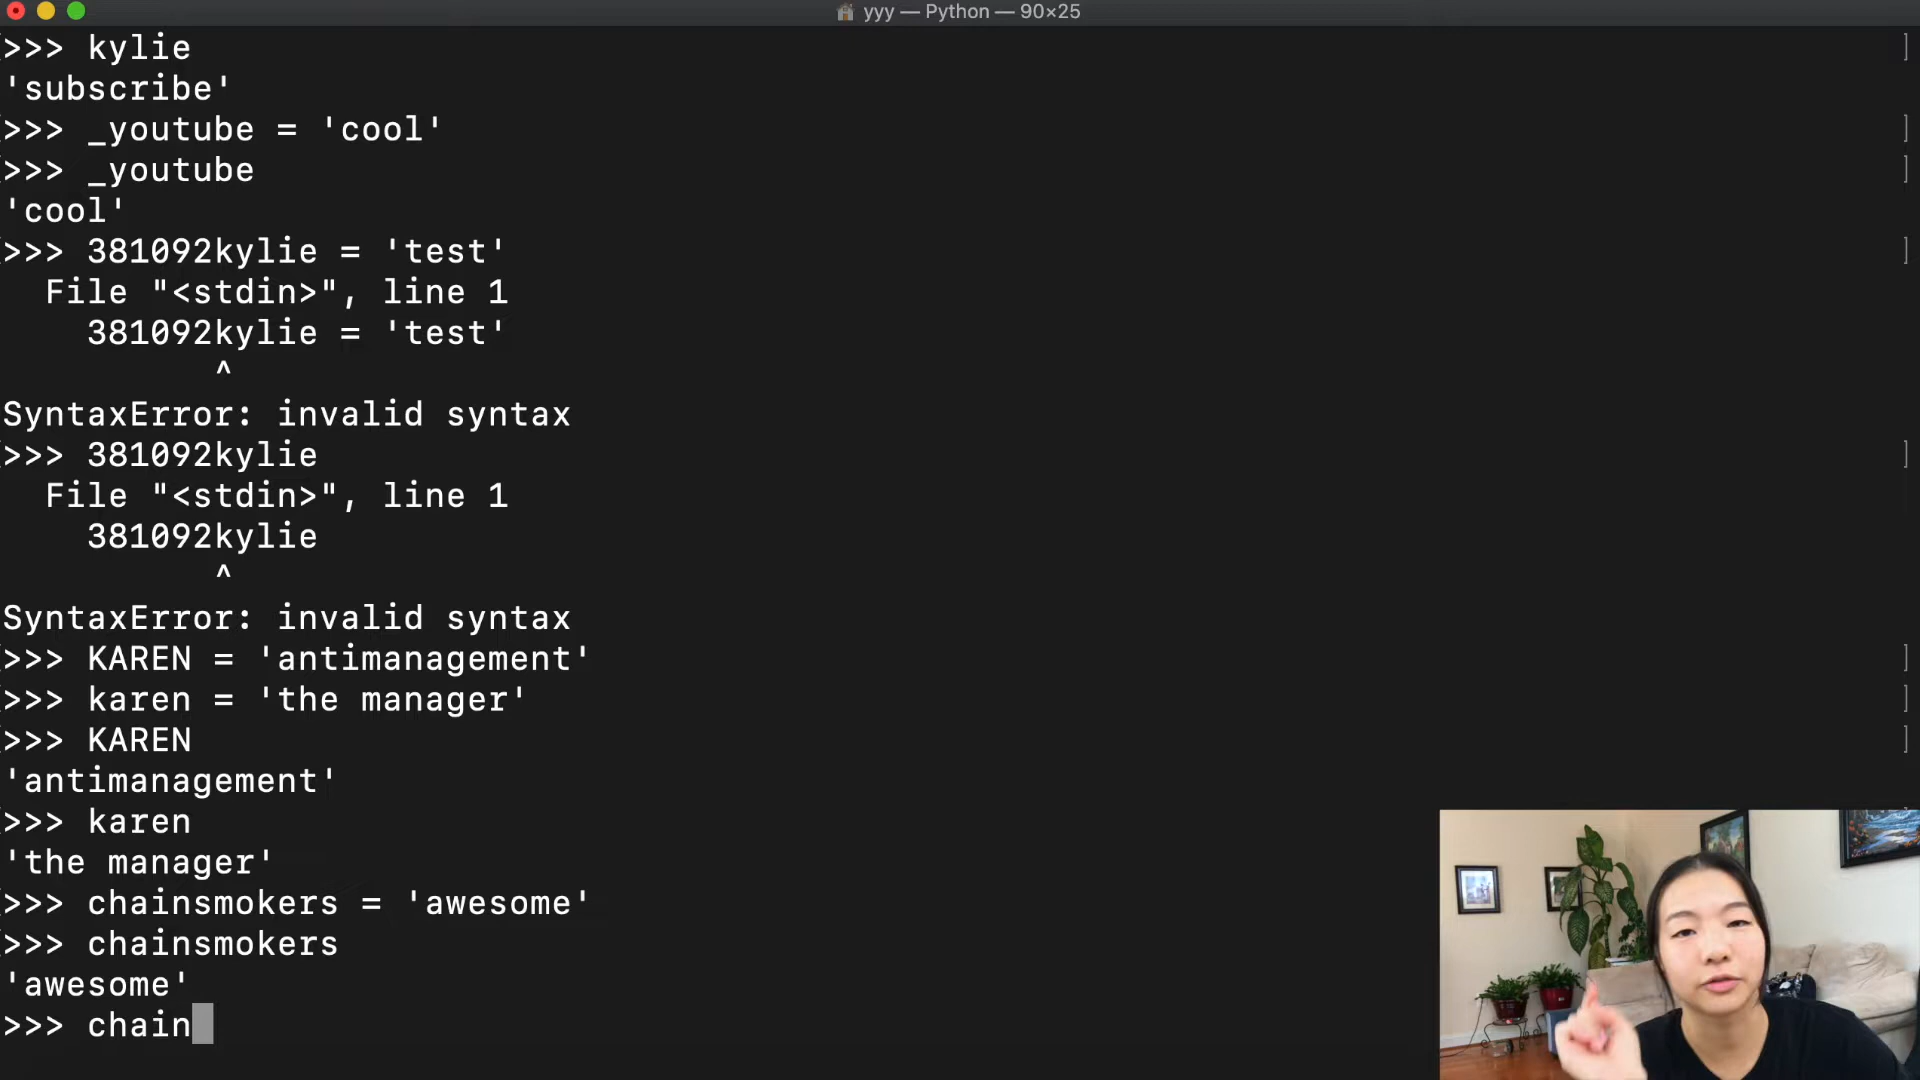 yyy — Python — 90×25
>>> kylie
'subscribe'
>>> _youtube = 'cool'
>>> _youtube
'cool'
>>> 381092kylie = 'test'
  File "<stdin>", line 1
    381092kylie = 'test'
          ^
SyntaxError: invalid syntax
>>> 381092kylie
  File "<stdin>", line 1
    381092kylie
          ^
SyntaxError: invalid syntax
>>> KAREN = 'antimanagement'
>>> karen = 'the manager'
>>> KAREN
'antimanagement'
>>> karen
'the manager'
>>> chainsmokers = 'awesome'
>>> chainsmokers
'awesome'
>>> chain